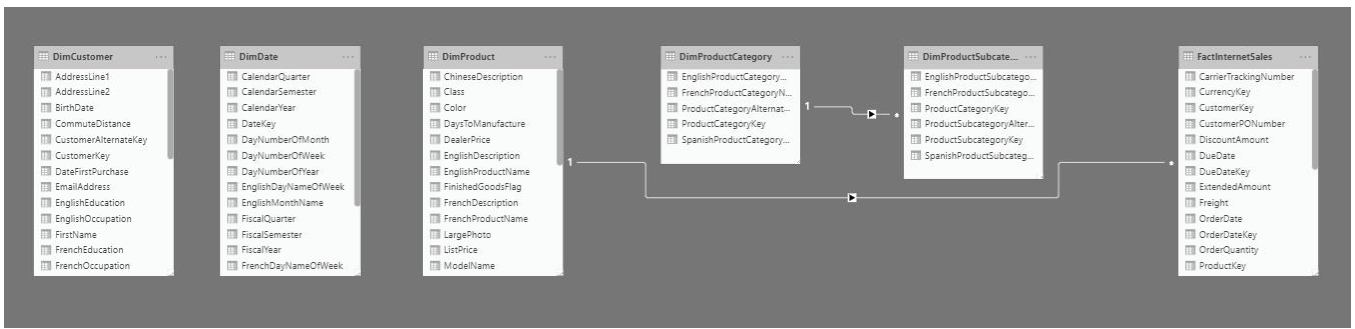 DimCustomer ...
AddressLine1
AddressLine2
BirthDate
CommuteDistance
CustomerAlternateKey
CustomerKey
DateFirstPurchase
EmailAddress
EnglishEducation
EnglishOccupation
FirstName
FrenchEducation
FrenchOccupation
DimDate ...
CalendarQuarter
CalendarSemester
CalendarYear
DateKey
DayNumberOfMonth
DayNumberOfWeek
DayNumberOfYear
EnglishDayNameOfWeek
EnglishMonthName
FiscalQuarter
FiscalSemester
FiscalYear
FrenchDayNameOfWeek
DimProduct ...
ChineseDescription
Class
Color
DaysToManufacture
DealerPrice
EnglishDescription
EnglishProductName
FinishedGoodsFlag
FrenchDescription
FrenchProductName
LargePhoto
ListPrice
ModelName
1
DimProductCategory ...
EnglishProductCategory...
FrenchProductCategoryN...
ProductCategoryAlternat...
ProductCategoryKey
SpanishProductCategory...
1
*
DimProductSubcate... ...
EnglishProductSubcatego...
FrenchProductSubcatego...
ProductCategoryKey
ProductSubcategoryAlter...
ProductSubcategoryKey
SpanishProductSubcateg...
*
FactInternetSales ...
CarrierTrackingNumber
CurrencyKey
CustomerKey
CustomerPONumber
DiscountAmount
DueDate
DueDateKey
ExtendedAmount
Freight
OrderDate
OrderDateKey
OrderQuantity
ProductKey